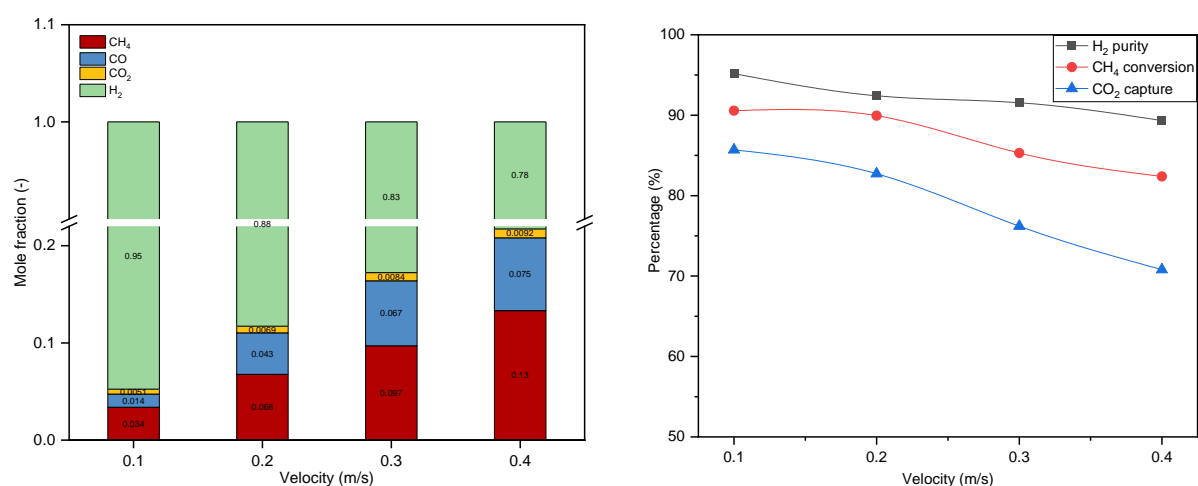 1.1
1.0
0.2
0.1
0.0
Mole fraction (-)
CH4
CO
CO2
H2
0.95
0.0051
0.014
0.034
0.88
0.0069
0.043
0.068
0.83
0.0084
0.067
0.097
0.78
0.0092
0.075
0.13
0.1 0.2 0.3 0.4
Velocity (m/s)
100
90
80
70
60
50
Percentage (%)
H2 purity
CH4 conversion
CO2 capture
0.1 0.2 0.3 0.4
Velocity (m/s)